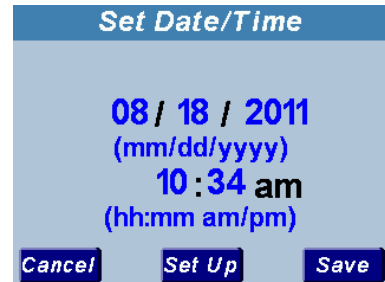 Set Date/Time
08 / 18 / 2011
(mm/dd/yyyy)
10:34 am
(hh:mm am/pm)
Cancel Set Up Save